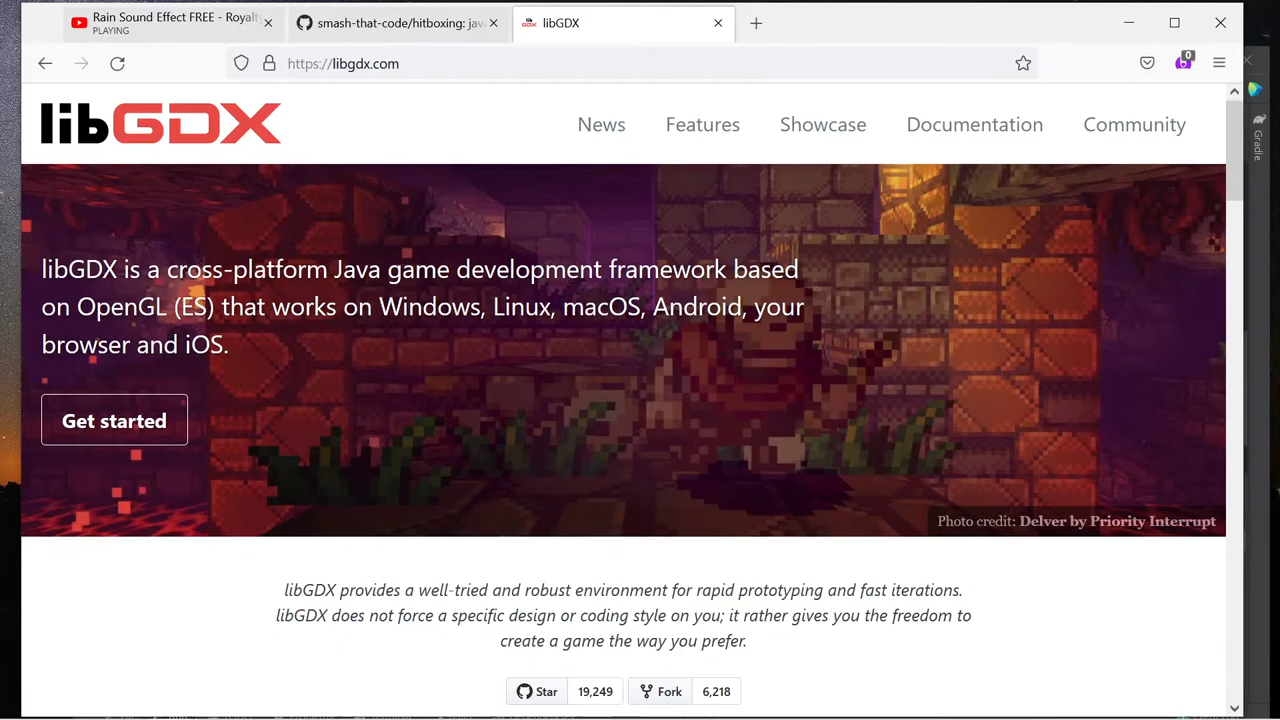 Rain Sound Effect FREE - Royalty
PLAYING
smash-that-code/hitboxing: java
libGDX
https://libgdx.com
0
libGDX
News Features Showcase Documentation Community
Gradle
libGDX is a cross-platform Java game development framework based
on OpenGL (ES) that works on Windows, Linux, macOS, Android, your
browser and iOS.
Get started
Photo credit: Delver by Priority Interrupt
libGDX provides a well-tried and robust environment for rapid prototyping and fast iterations.
libGDX does not force a specific design or coding style on you; it rather gives you the freedom to
create a game the way you prefer.
Star 19,249 Fork 6,218